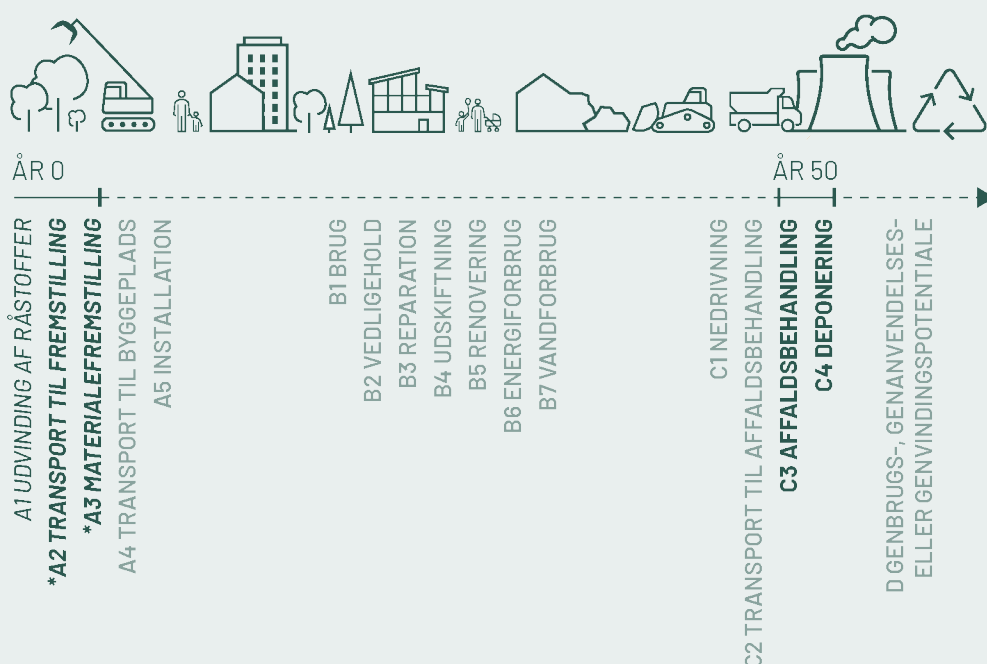 ÅR 0
ÅR 50
A1 UDVINDING AF RÅSTOFFER
*A2 TRANSPORT TIL FREMSTILLING
*A3 MATERIALEFREMSTILLING
A4 TRANSPORT TIL BYGGEPLADS
A5 INSTALLATION
B1 BRUG
B2 VEDLIGEHOLD
B3 REPARATION
B4 UDSKIFTNING
B5 RENOVERING
B6 ENERGIFORBRUG
B7 VANDFORBRUG
C1 NEDRIVNING
C2 TRANSPORT TIL AFFALDSBEHANDLING
C3 AFFALDSBEHANDLING
C4 DEPONERING
D GENBRUGS-, GENANVENDELSES-
ELLER GENVINDINGSPOTENTIALE